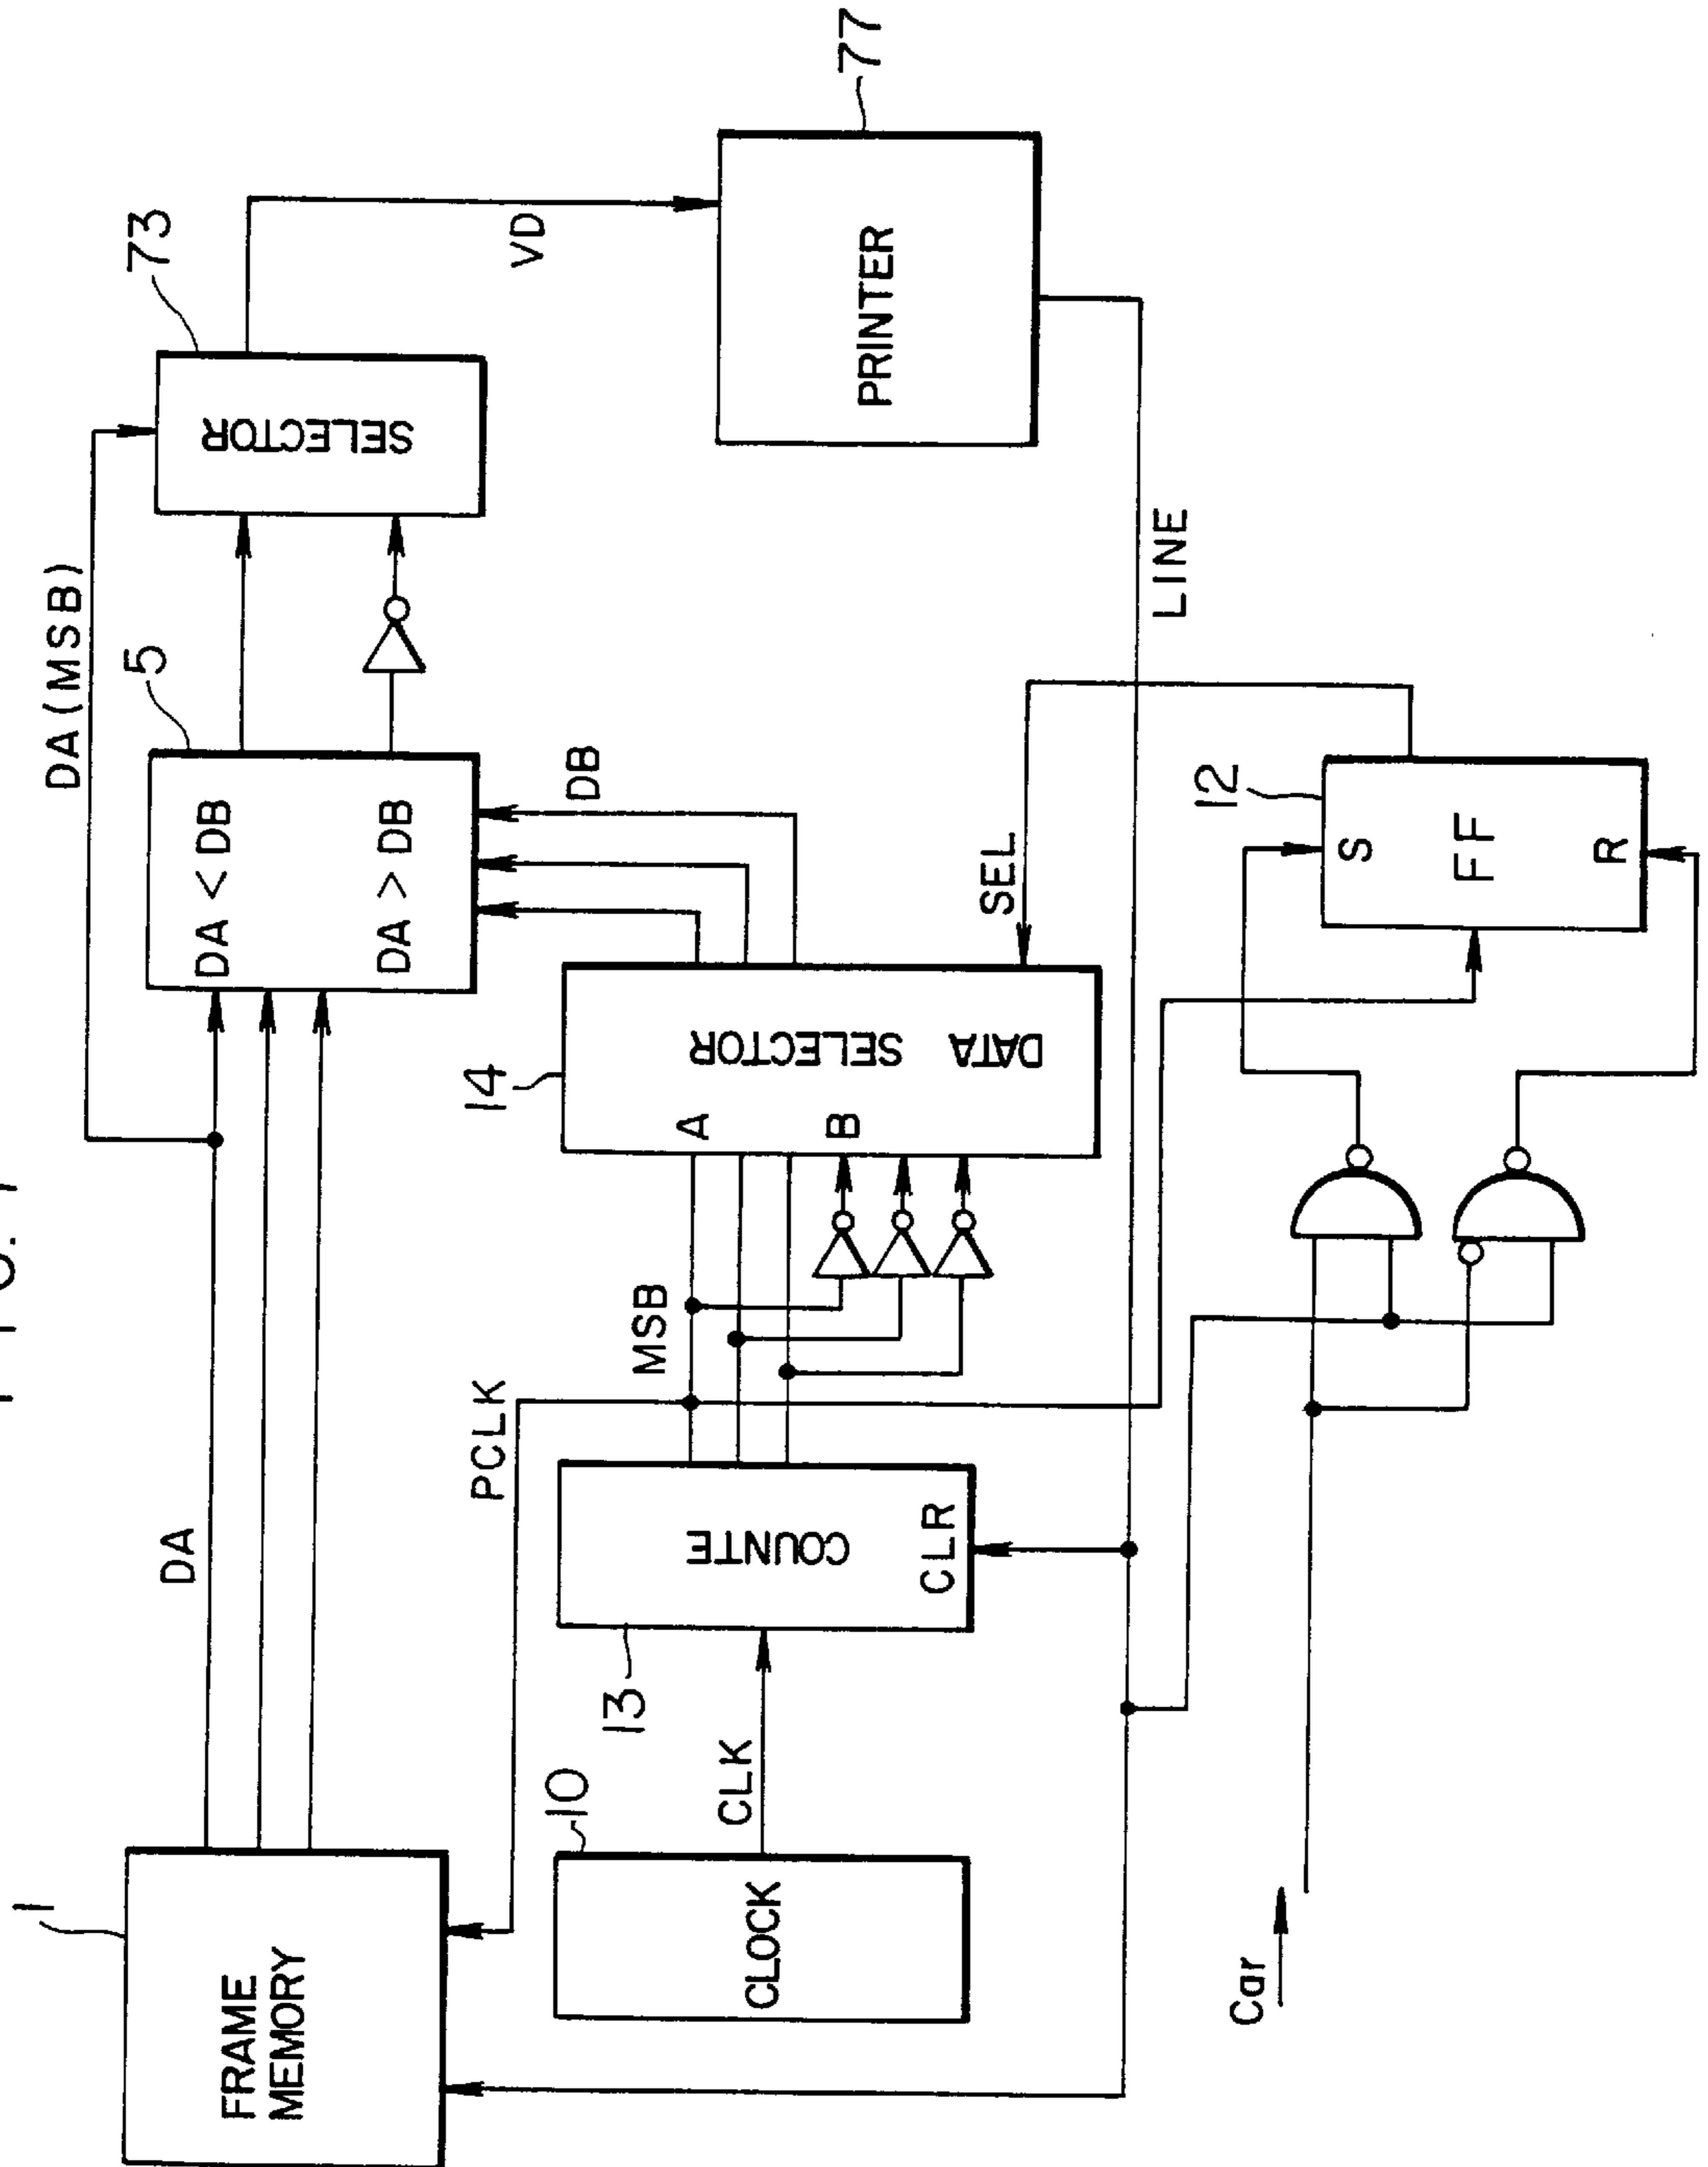 FIG.
1
FRAME
MEMORY
DA
DA(MSB)
5
DA < DB
DA > DB
73
SELECTOR
VD
77
PRINTER
10
CLOCK
CLK
13
COUNTE
CLR
PCLK
MSB
14
A
B
DATA
SELECTOR
DB
SEL
LINE
Car
12
S
FF
R